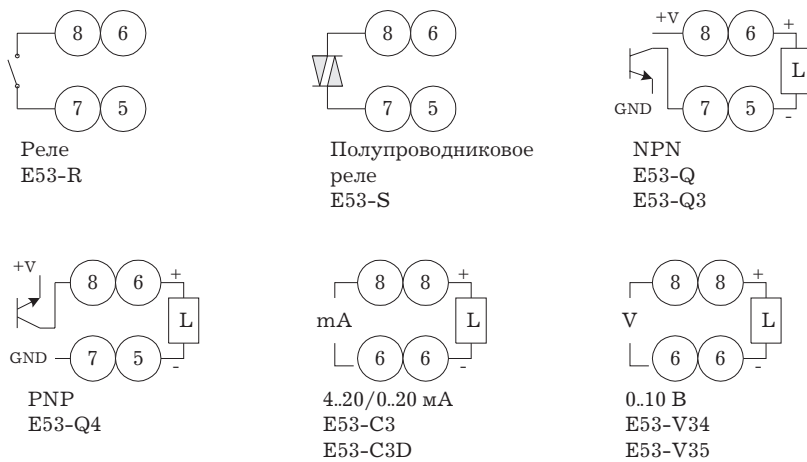 8 6
7 5
Реле
E53-R
8 6
7 5
Полупроводниковое
реле
E53-S
+V 8 6 +
L
GND 7 5 -
NPN
E53-Q
E53-Q3
+V 8 6 +
L
GND 7 5 -
PNP
E53-Q4
8 8 +
mA L
6 6 -
4..20/0..20 мА
E53-C3
E53-C3D
8 8 +
V L
6 6 -
0..10 В
E53-V34
E53-V35